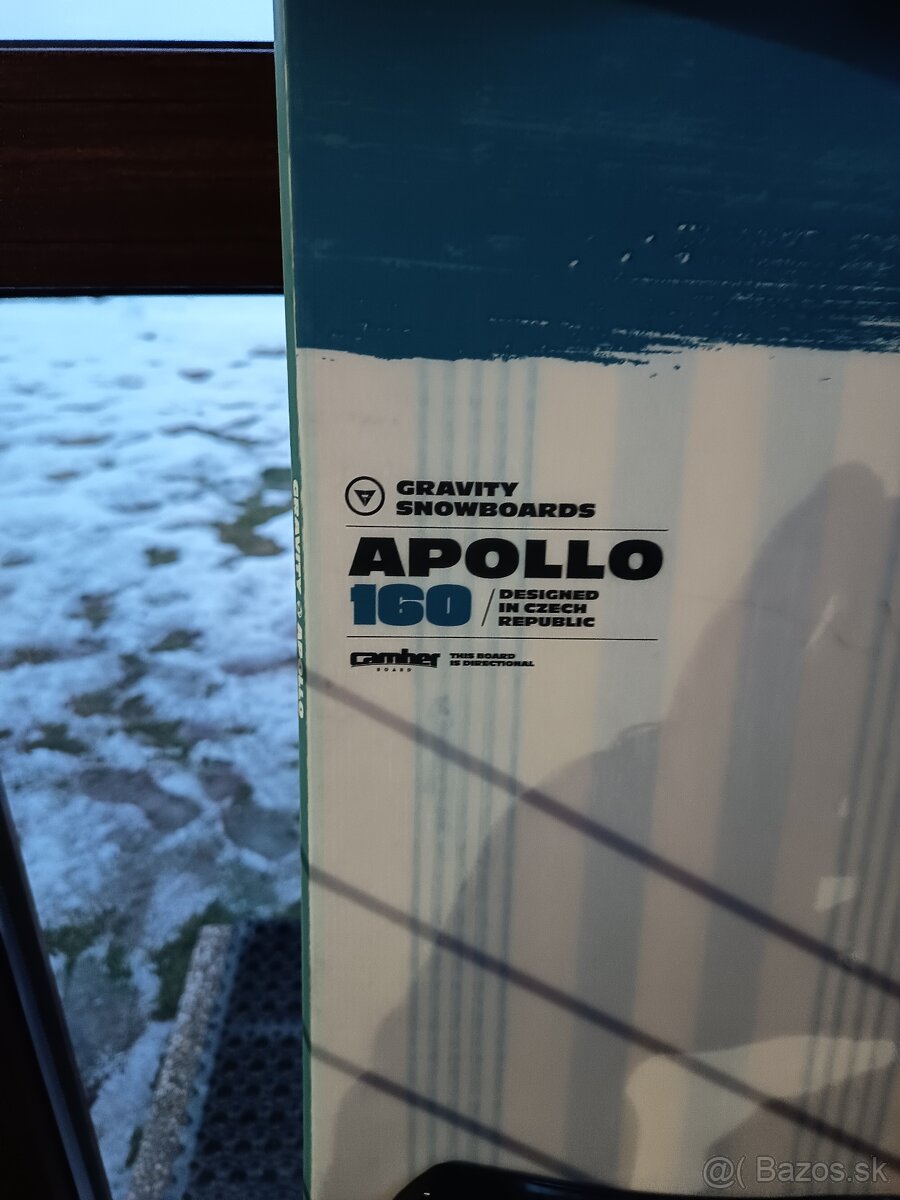 GRAVITY
SNOWBOARDS
APOLLO
160 / DESIGNED
IN CZECH
REPUBLIC
camber
BOARD
THIS BOARD
IS DIRECTIONAL
GRAVITY APOLLO
@( Bazos.sk